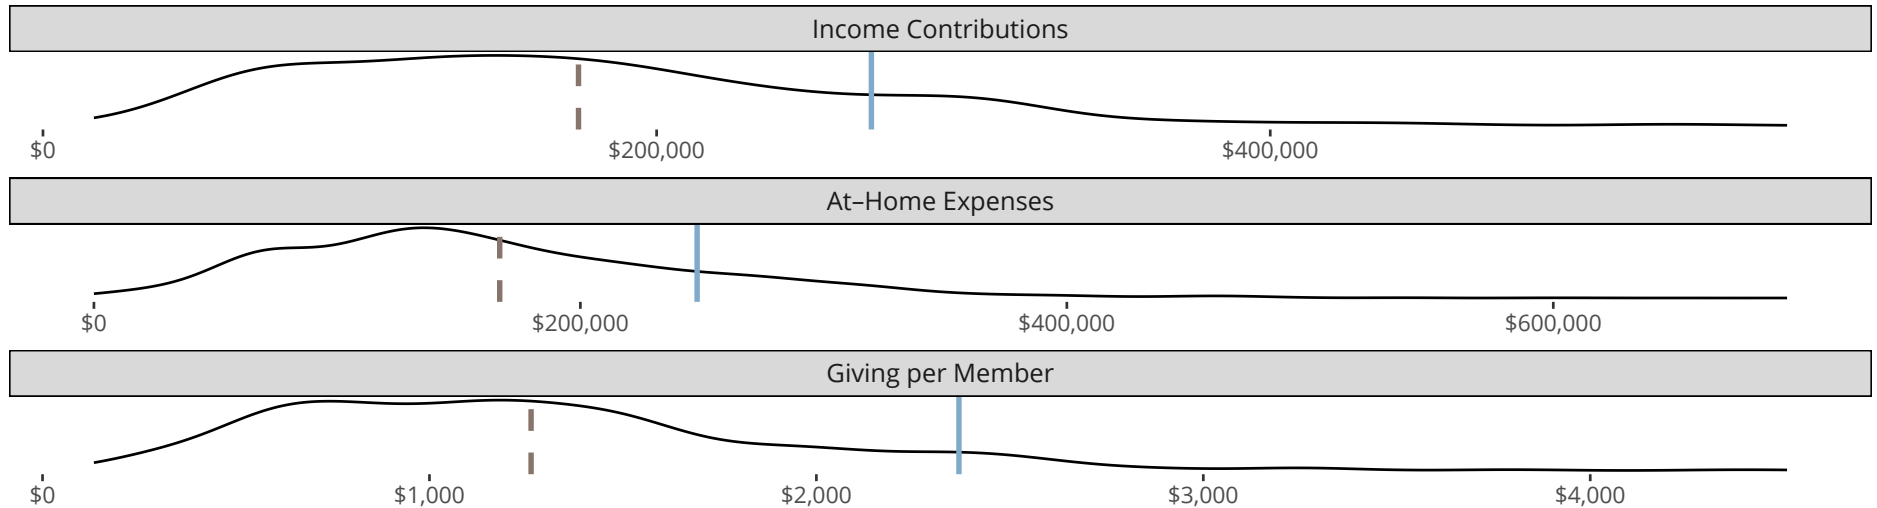 Income Contributions
$0 $200,000 $400,000
At–Home Expenses
$0 $200,000 $400,000 $600,000
Giving per Member
$0 $1,000 $2,000 $3,000 $4,000